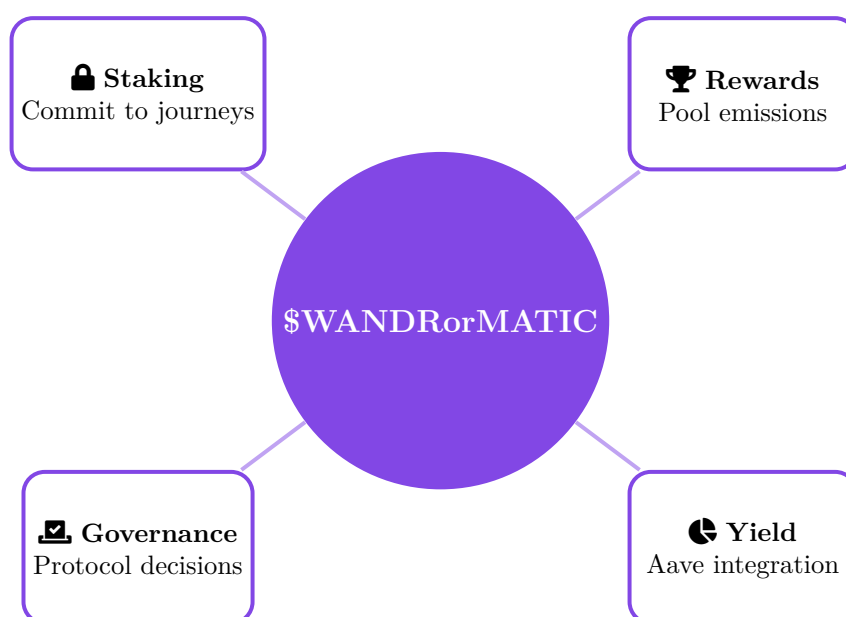 Staking
Commit to journeys
Rewards
Pool emissions
$WANDRorMATIC
Governance
Protocol decisions
Yield
Aave integration